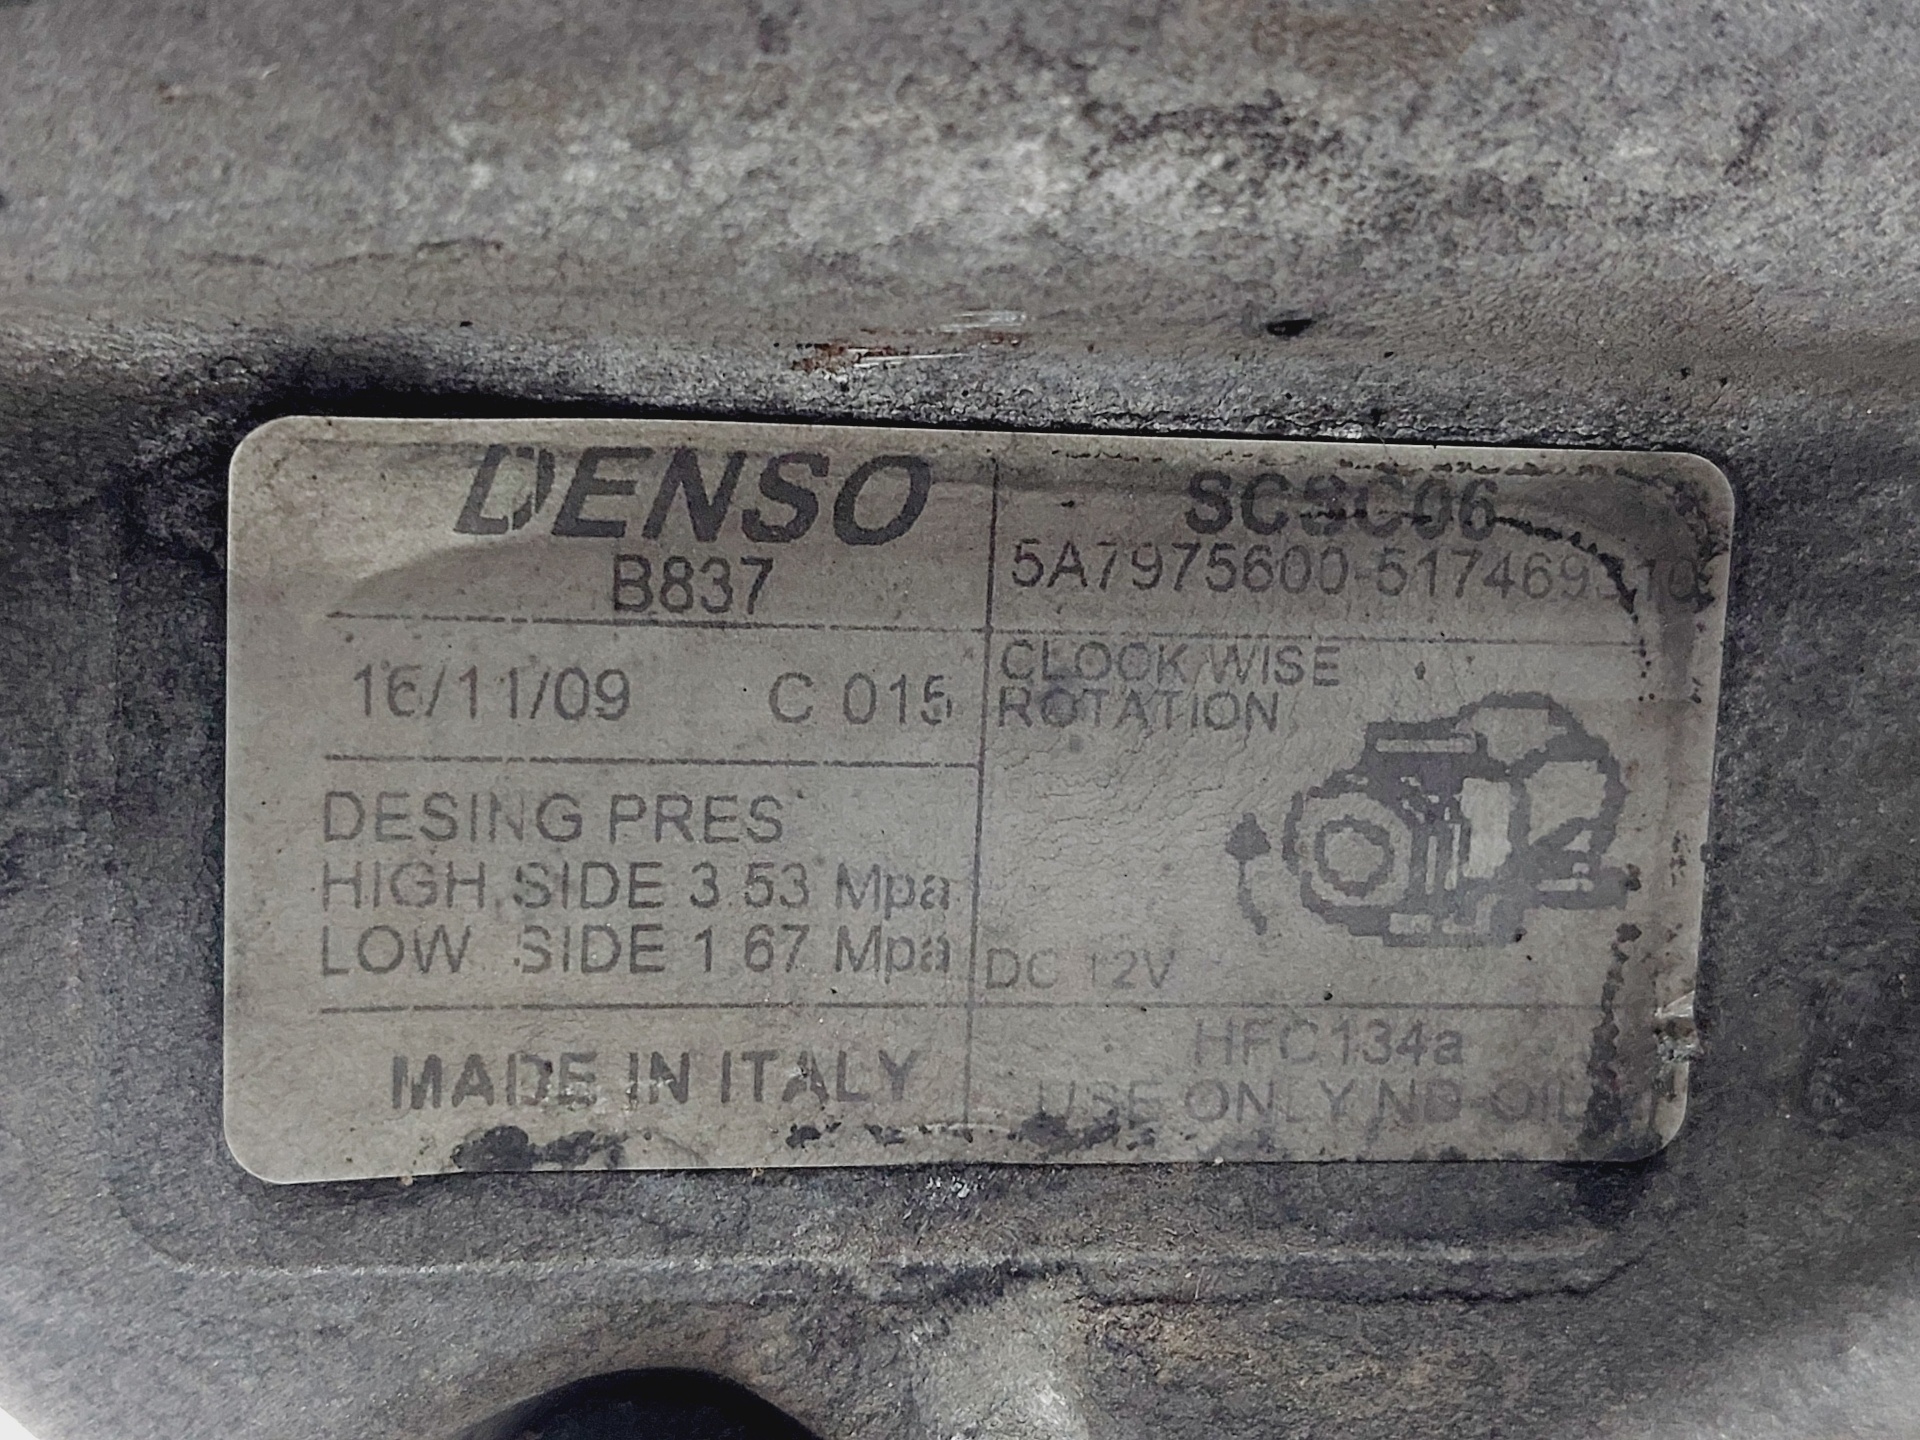 DENSO
B837
SCSC06
5A7975600-517469310
16/11/09 C 015
CLOCK WISE
ROTATION
DESING PRES
HIGH SIDE 3.53 Mpa
LOW SIDE 1.67 Mpa
DC 12V
MADE IN ITALY
HFC134a
USE ONLY ND-OIL